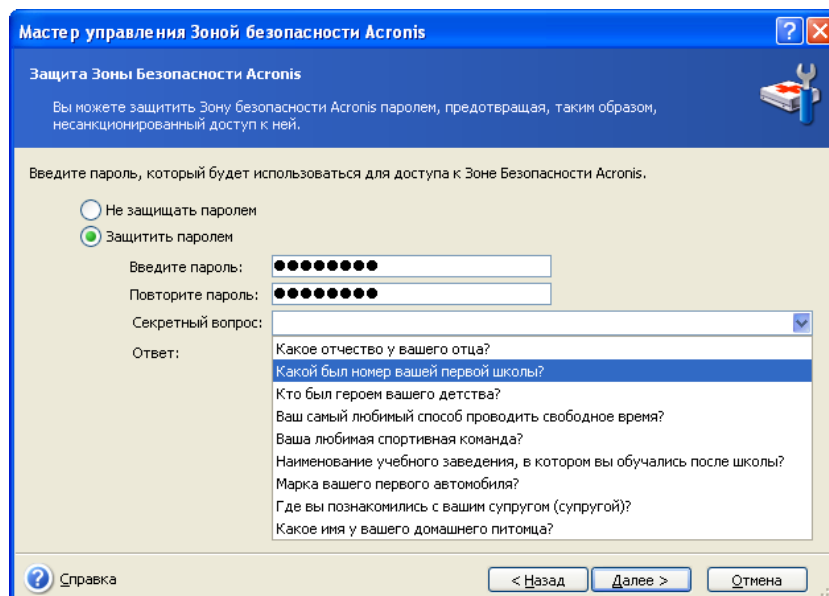 Мастер управления Зоной безопасности Acronis
Защита Зоны Безопасности Acronis
Вы можете защитить Зону безопасности Acronis паролем, предотвращая, таким образом,
несанкционированный доступ к ней.
Введите пароль, который будет использоваться для доступа к Зоне Безопасности Acronis.
Не защищать паролем
Защитить паролем
Введите пароль: ●●●●●●●●
Повторите пароль: ●●●●●●●●
Секретный вопрос:
Ответ:
Какое отчество у вашего отца?
Какой был номер вашей первой школы?
Кто был героем вашего детства?
Ваш самый любимый способ проводить свободное время?
Ваша любимая спортивная команда?
Наименование учебного заведения, в котором вы обучались после школы?
Марка вашего первого автомобиля?
Где вы познакомились с вашим супругом (супругой)?
Какое имя у вашего домашнего питомца?
Справка
< Назад
Далее >
Отмена